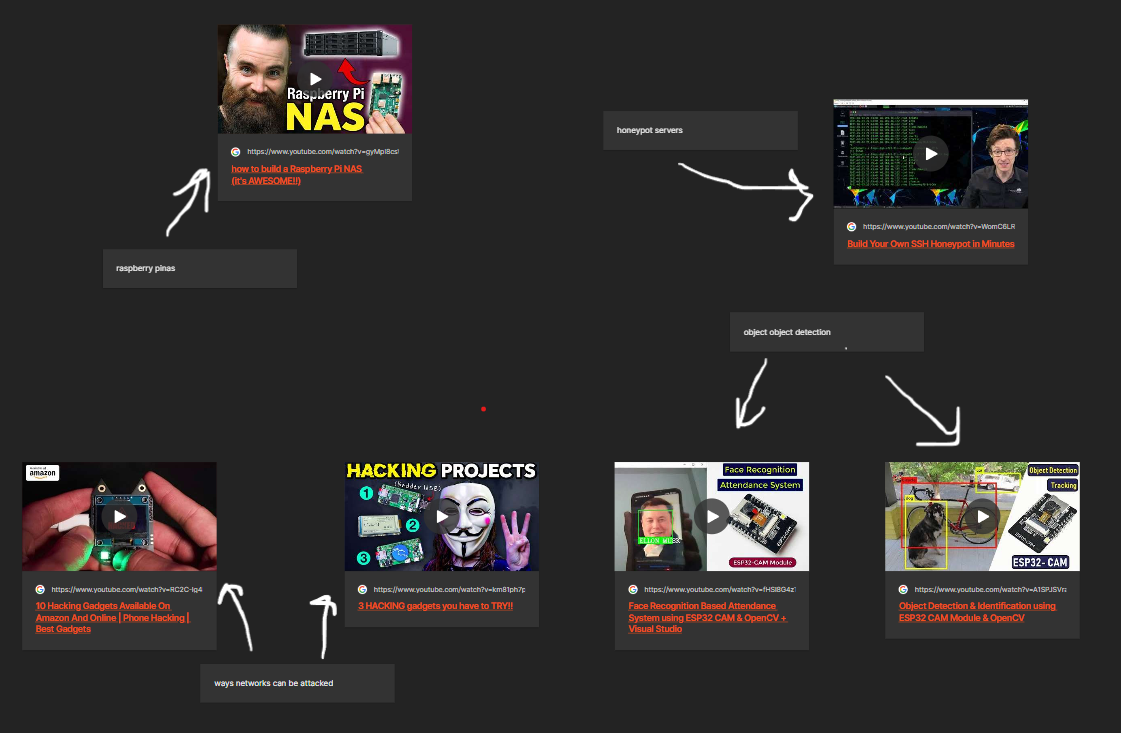 Raspberry Pi
NAS
https://www.youtube.com/watch?v=gyMpI8cs
how to build a Raspberry Pi NAS
(it's AWESOME!!)
raspberry pinas
honeypot servers
https://www.youtube.com/watch?v=WomC6LR
Build Your Own SSH Honeypot in Minutes
object object detection
amazon
https://www.youtube.com/watch?v=RC2C-Iq4
10 Hacking Gadgets Available On
Amazon And Online | Phone Hacking |
Best Gadgets
HACKING PROJECTS
1
2
3
https://www.youtube.com/watch?v=km81ph7p
3 HACKING gadgets you have to TRY!!
ways networks can be attacked
Face Recognition
Attendance System
ELLON MUSK
ESP32-CAM Module
https://www.youtube.com/watch?v=fHSI8G4z
Face Recognition Based Attendance
System using ESP32 CAM & OpenCV +
Visual Studio
Object Detection
Tracking
ESP32- CAM
https://www.youtube.com/watch?v=A1SPJSVr
Object Detection & Identification using
ESP32 CAM Module & OpenCV